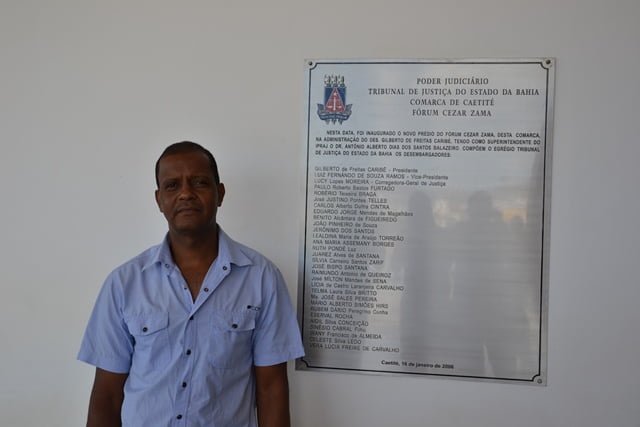 PODER JUDICIÁRIO
TRIBUNAL DE JUSTIÇA DO ESTADO DA BAHIA
COMARCA DE CAETITÉ
FÓRUM CEZAR ZAMA
NESTA DATA, FOI INAUGURADO O NOVO PRÉDIO DO FÓRUM CEZAR ZAMA, DESTA COMARCA,
NA ADMINISTRAÇÃO DO DES. GILBERTO DE FREITAS CARIBÉ, TENDO COMO SUPERINTENDENTE DO
IPRAJ O DR. ANTÔNIO ALBERTO DIAS DOS SANTOS BALAZEIRO. COMPÕEM O EGRÉGIO TRIBUNAL
DE JUSTIÇA DO ESTADO DA BAHIA OS DESEMBARGADORES:
GILBERTO de Freitas CARIBÉ - Presidente
LUIZ FERNANDO DE SOUZA RAMOS - Vice-Presidente
LUCY Lopes MOREIRA - Corregedora-Geral de Justiça
PAULO Roberto Santos FURTADO
ROBÉRIO Teixeira BRAGA
José JUSTINO Pontes TELLES
CARLOS Alberto Dultra CINTRA
EDUARDO JORGE Mendes de Magalhães
BENITO Alcântara de FIGUEIREDO
JOÃO PINHEIRO de Souza
JERÔNIMO DOS SANTOS
LEALDINA Maria de Araújo TORREÃO
ANA MARIA ASSEMANY BORGES
RUTH PONDÉ Luz
JUAREZ Alves de SANTANA
SÍLVIA Carneiro Santos ZARIF
JOSÉ BISPO SANTANA
RAIMUNDO Antonio de QUEIROZ
José MILTON Mendes de SENA
LÍCIA de Castro Laranjeira CARVALHO
TELMA Laura Silva BRITTO
Ma. JOSÉ SALES PEREIRA
MÁRIO ALBERTO SIMÕES HIRS
RUBEM DÁRIO Peregrino Cunha
ESERVAL ROCHA
AIDIL Silva CONCEIÇÃO
SINÉSIO CABRAL Filho
IRANY Francisco de ALMEIDA
CELESTE Silva LEDO
VERA LÚCIA FREIRE DE CARVALHO
Caetité, 16 de janeiro de 2006